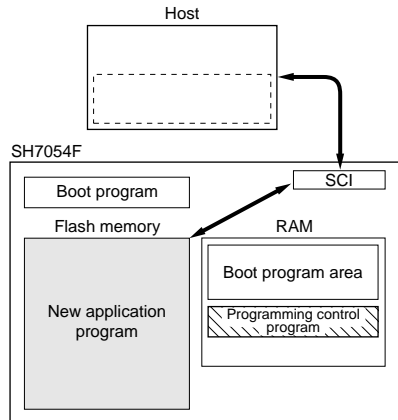 Host
SH7054F
SCI
Boot program
Flash memory
RAM
Boot program area
New application
program
Programming control
program